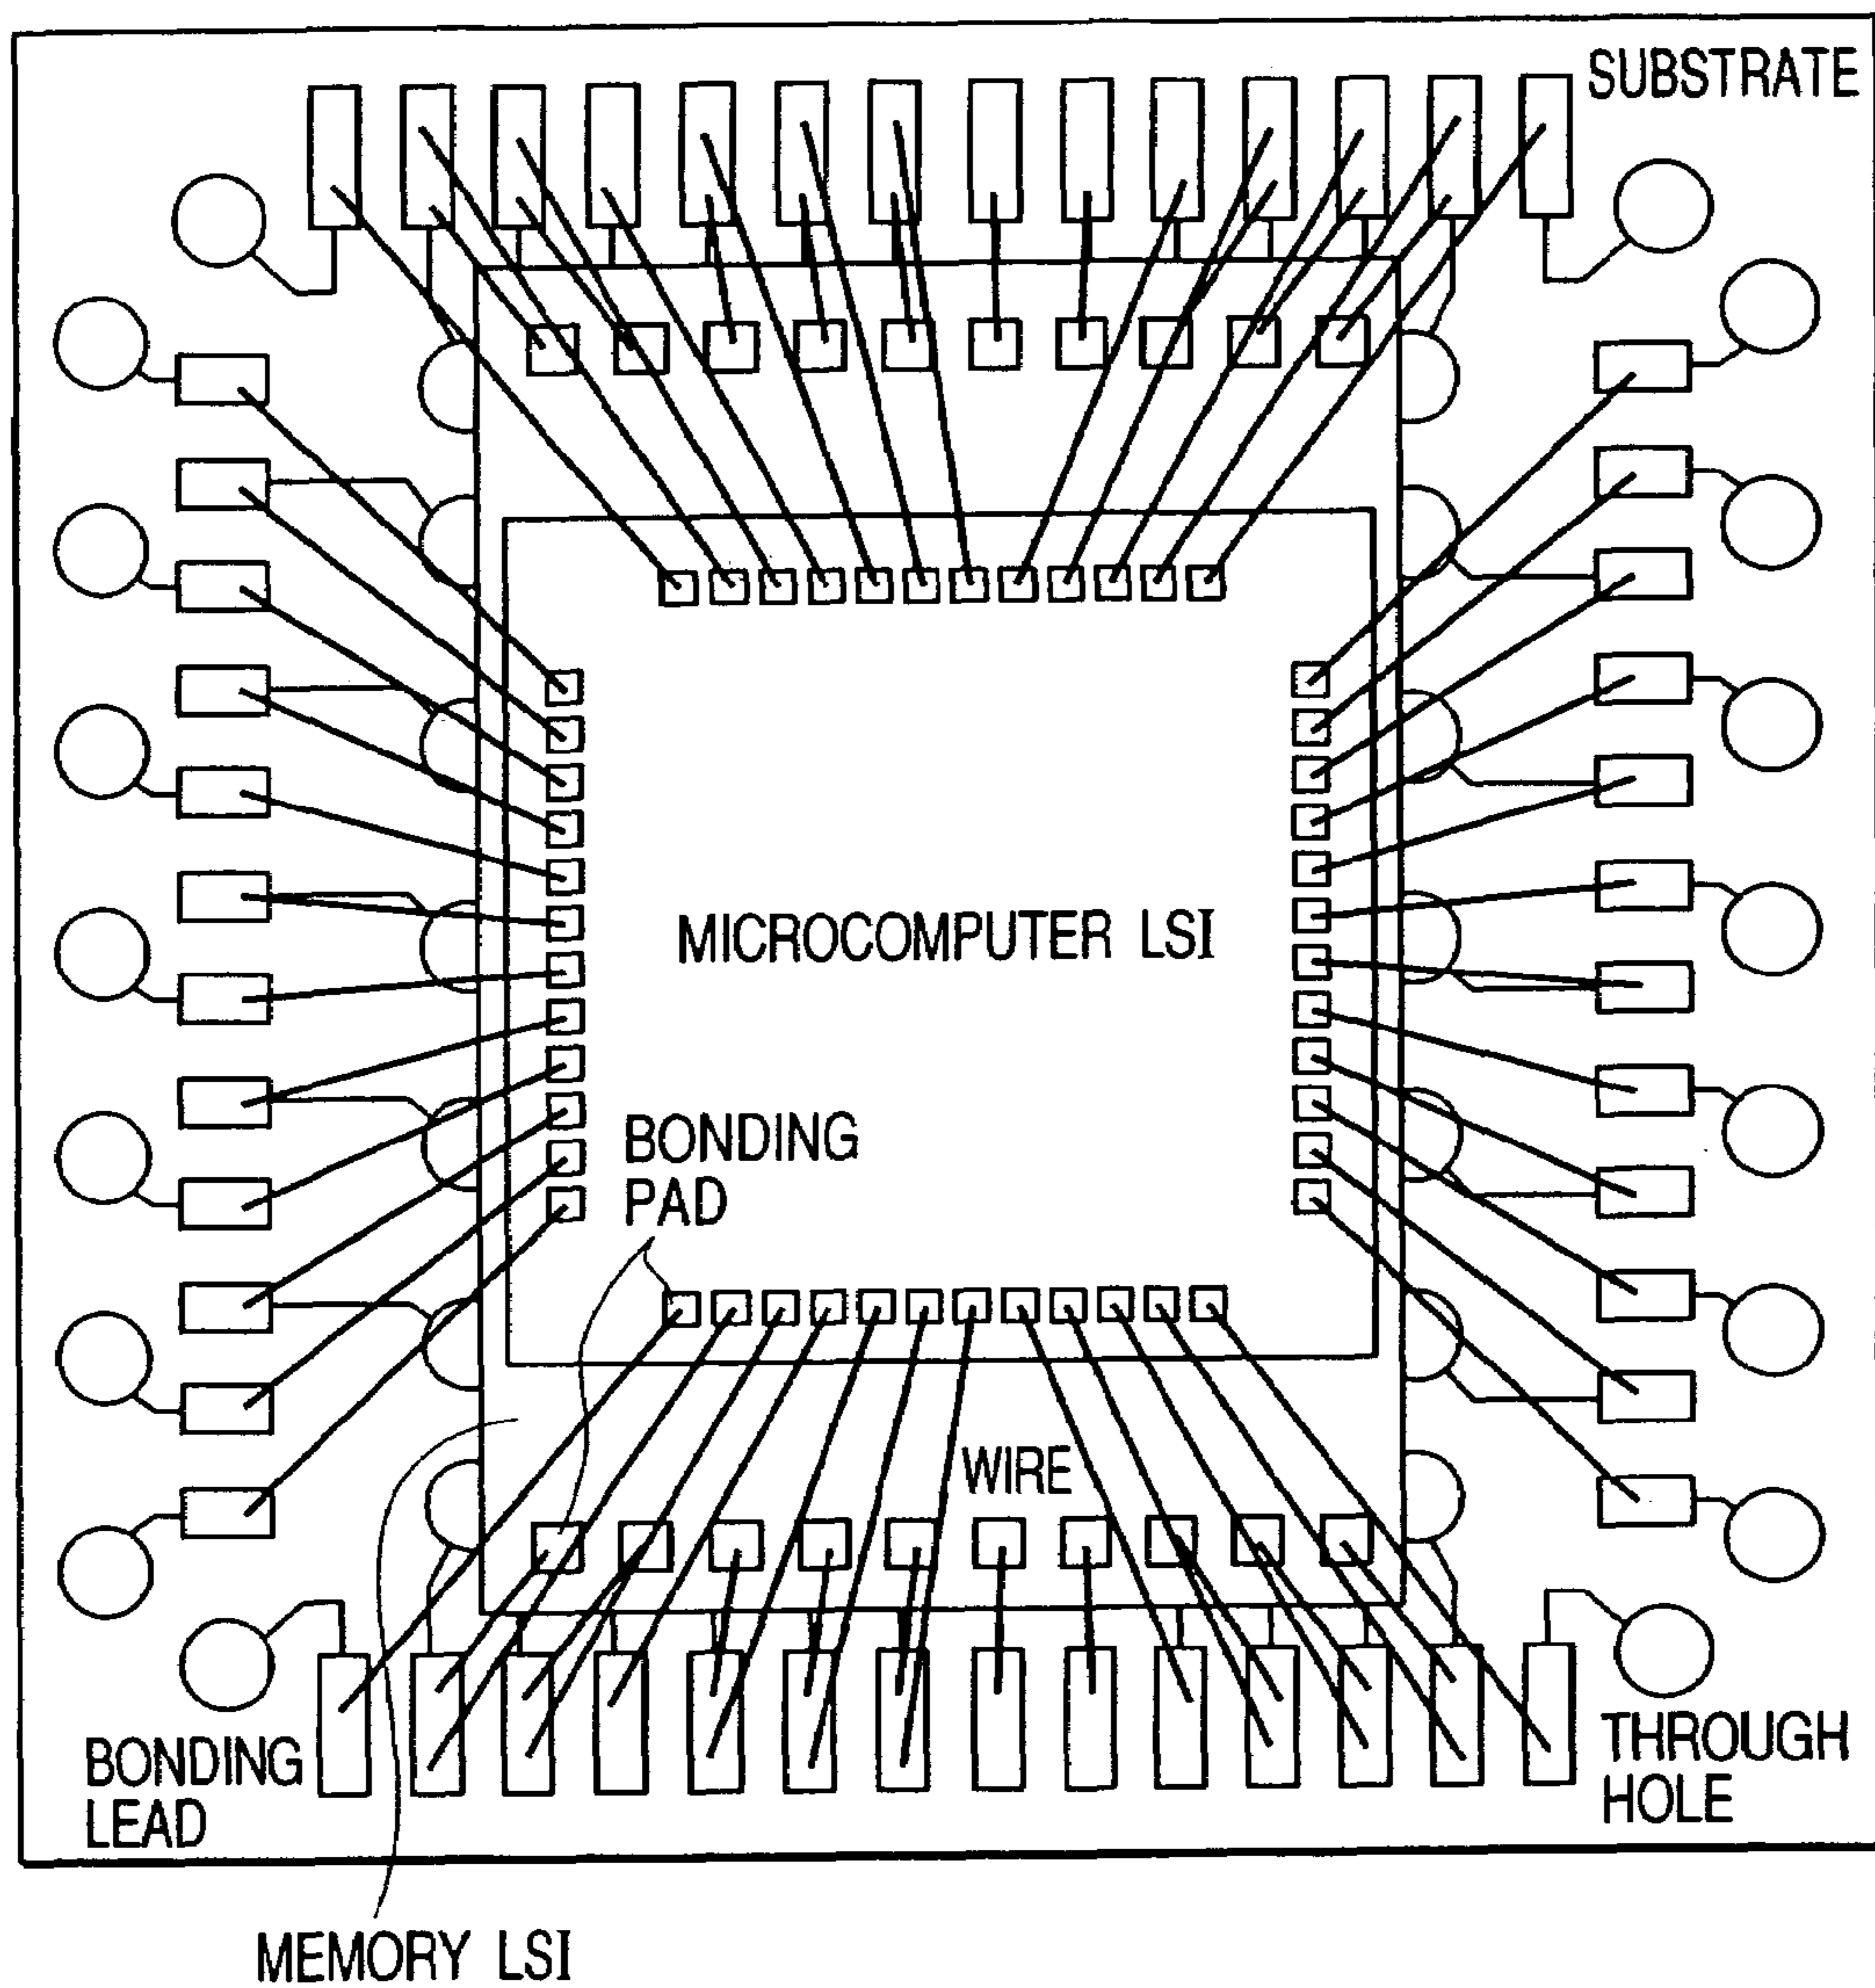 SUBSTRATE
MICROCOMPUTER LSI
BONDING
PAD
WIRE
BONDING
LEAD
THROUGH
HOLE
MEMORY LSI